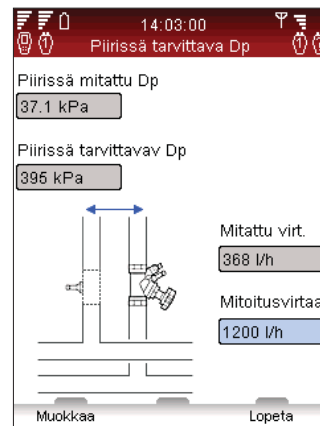 14:03:00
Piirissä tarvittava Dp
Piirissä mitattu Dp
37.1 kPa
Piirissä tarvittavav Dp
395 kPa
Mitattu virt.
368 l/h
Mitoitusvirtaa
1200 l/h
Muokkaa
Lopeta